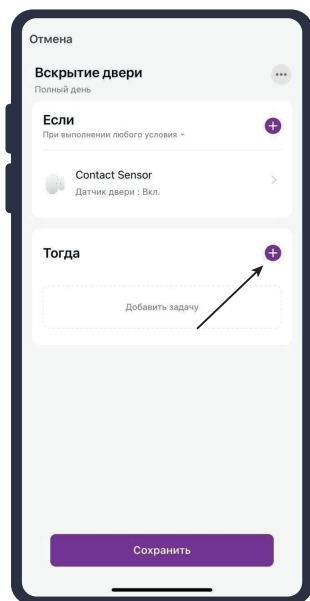 Отмена
Вскрытие двери
Полный день
Если
При выполнении любого условия
Contact Sensor
Датчик двери : Вкл.
Тогда
Добавить задачу
Сохранить